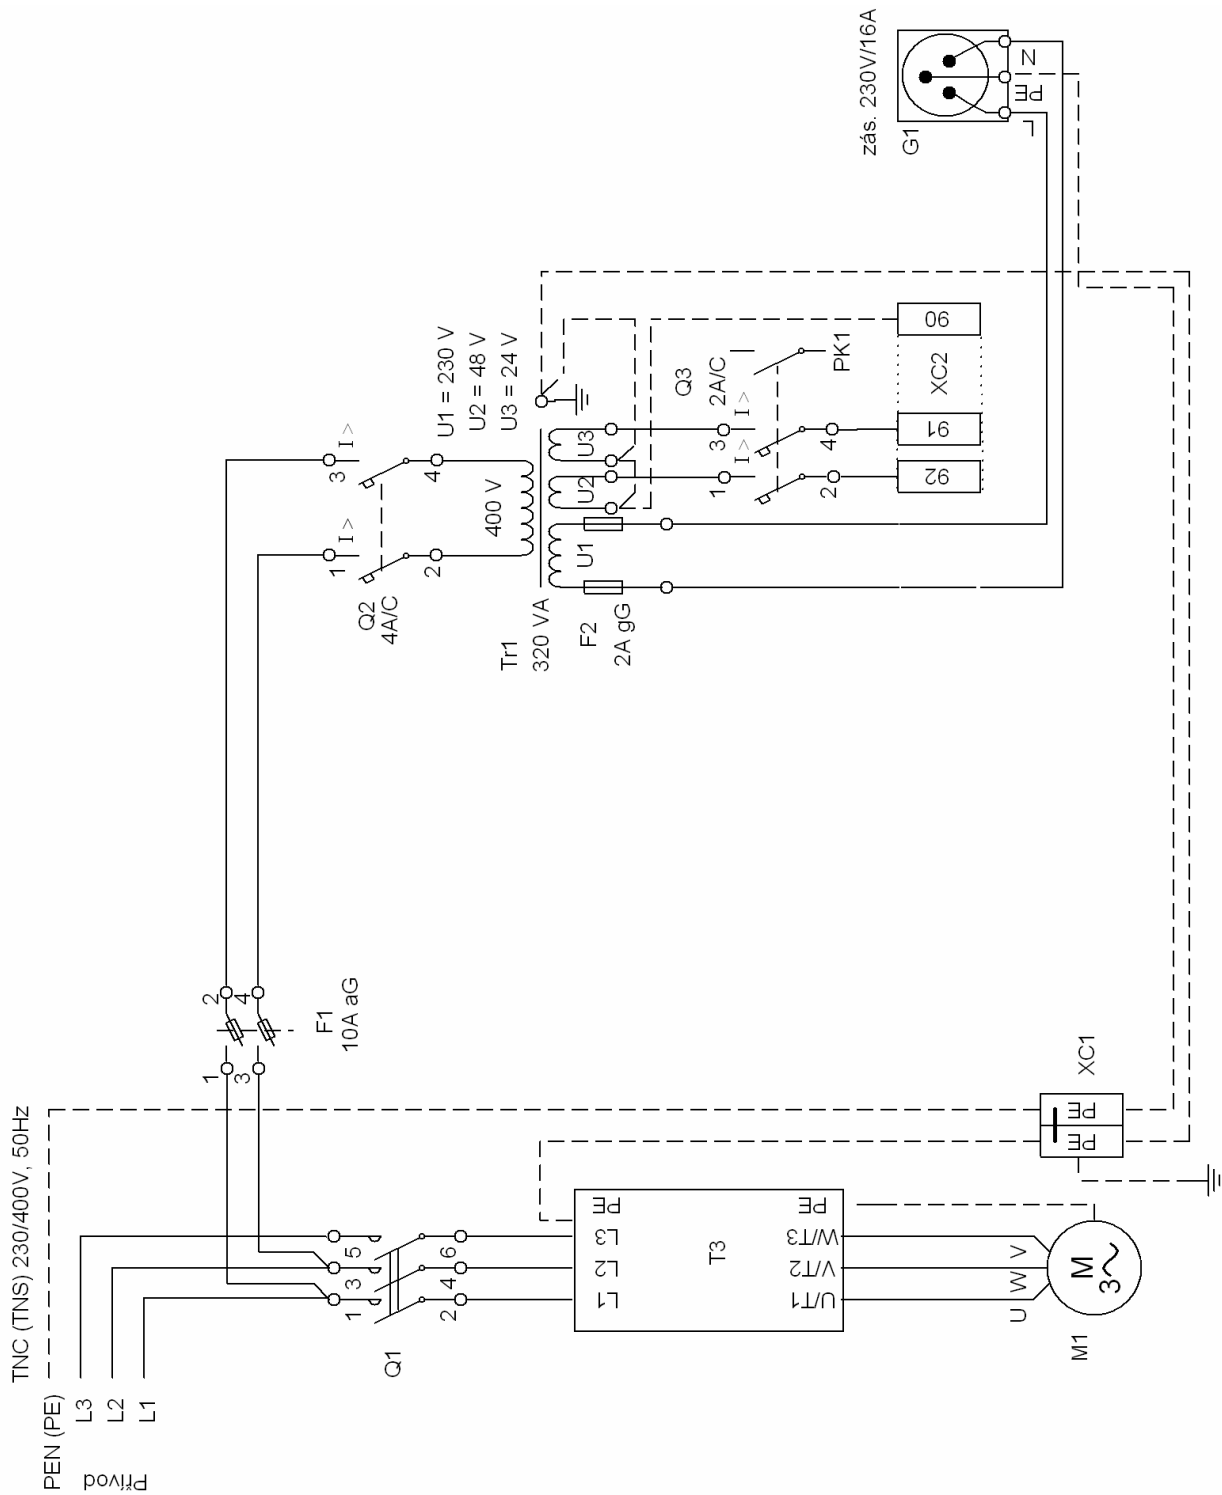 Přívod
PEN (PE)
L3
L2
L1
TNC (TNS) 230/400V, 50Hz
Q1
1
3
5
2
4
6
L1
L2
L3
PE
T3
U/T1
V/T2
W/T3
PE
U
W
V
M1
M
3
PE
PE
XC1
1
3
2
4
F1
10A aG
Q2
4A/C
1
3
I >
I >
2
4
400 V
Tr1
320 VA
U1 = 230 V
U2 = 48 V
U3 = 24 V
U1
U2
U3
F2
2A gG
Q3
2A/C
1
3
I >
I >
2
4
PK1
92
91
XC2
90
zás. 230V/16A
G1
L
PE
N